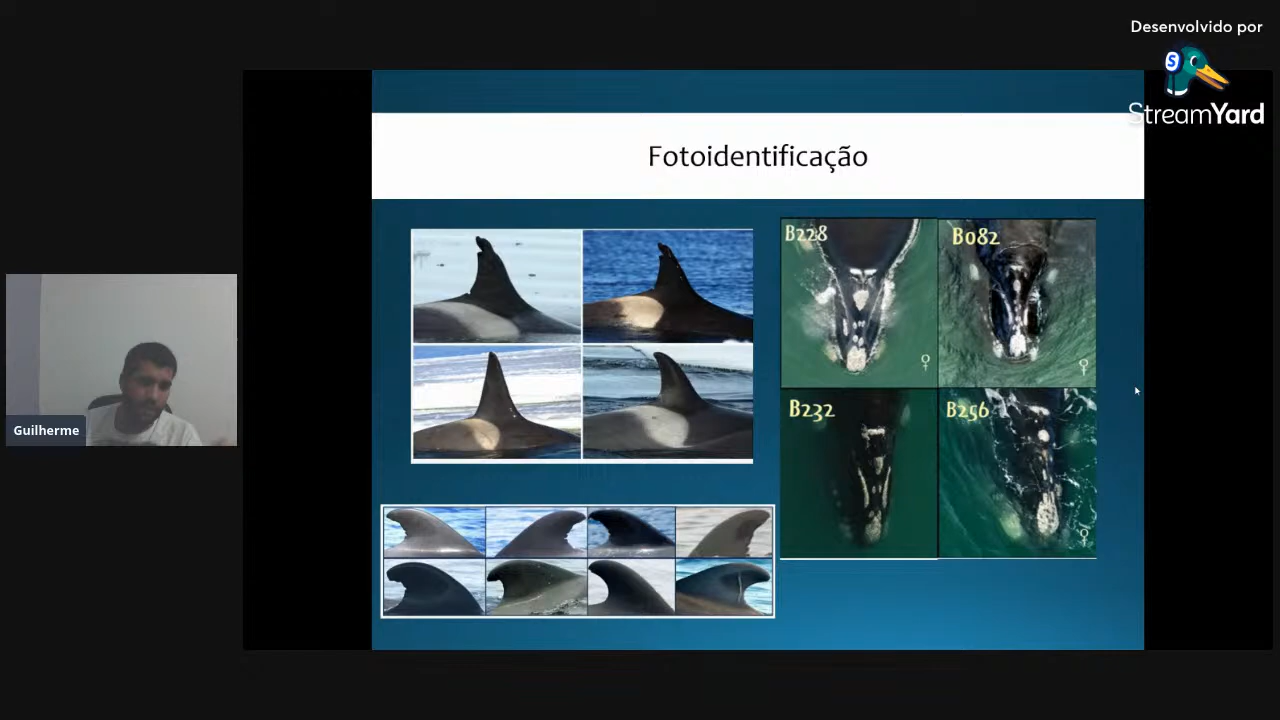 Desenvolvido por
StreamYard
Fotoidentificação
B228
B082
B232
B256
Guilherme